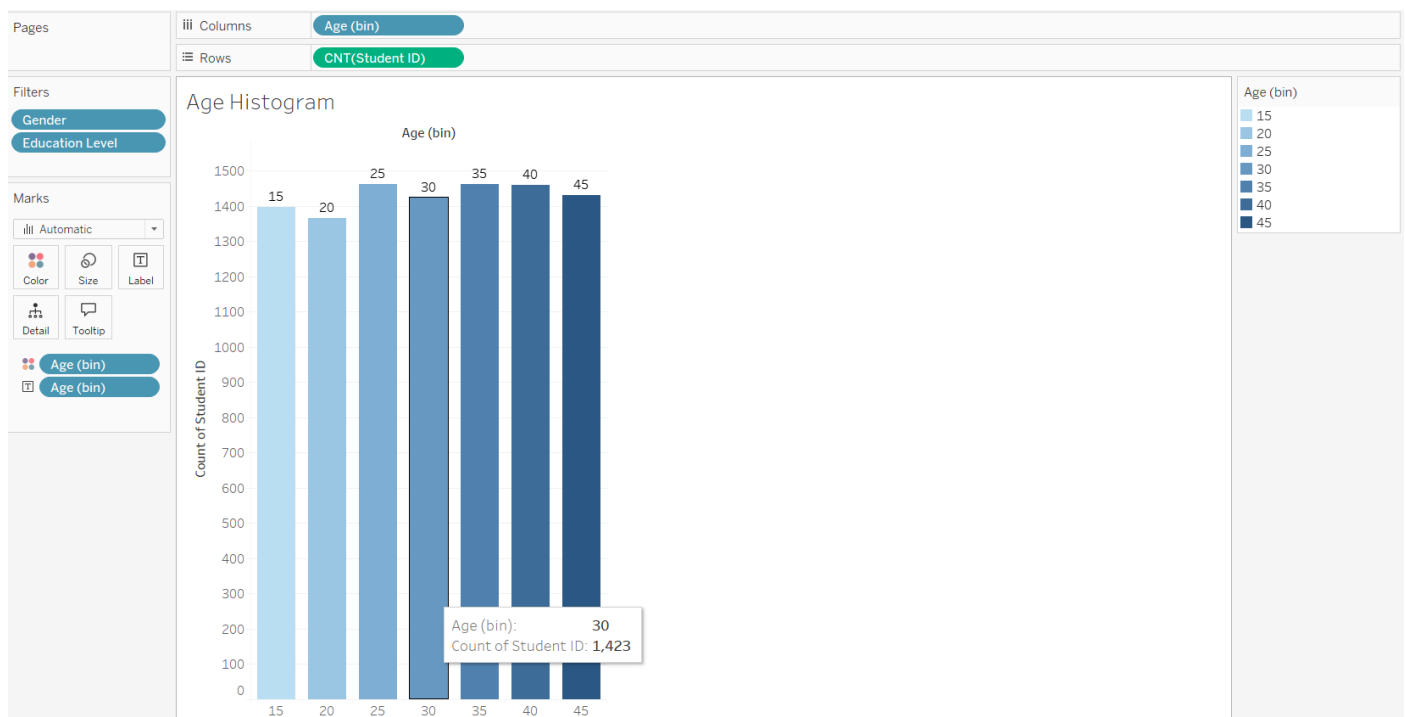 Pages
Columns Age (bin)
Rows CNT(Student ID)
Filters
Gender
Education Level
Marks
Automatic
Color Size Label
Detail Tooltip
Age (bin)
Age (bin)
Age Histogram
Age (bin)
Count of Student ID
1500
1400
1300
1200
1100
1000
900
800
700
600
500
400
300
200
100
0
15 20 25 30 35 40 45
Age (bin): 30
Count of Student ID: 1,423
15 20 25 30 35 40 45
Age (bin)
15
20
25
30
35
40
45